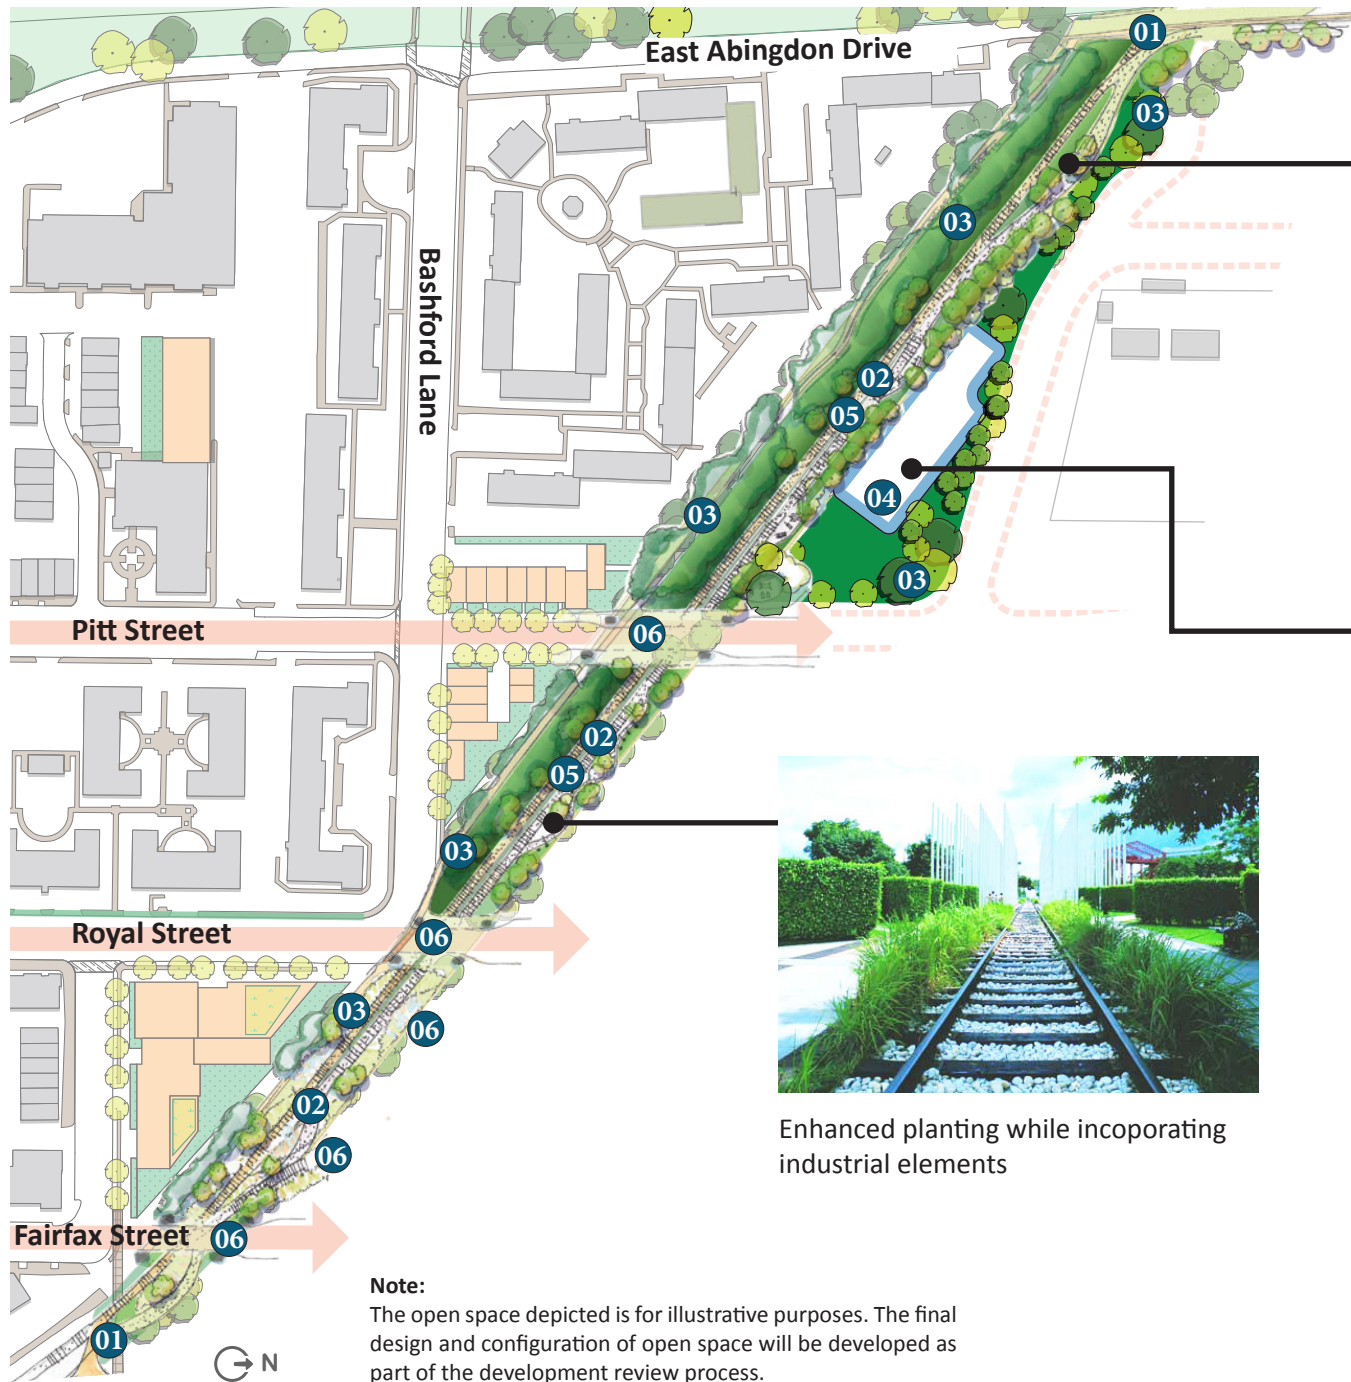 01
East Abingdon Drive
03
03
Bashford Lane
02
05
04
03
03
Pitt Street
06
02
05
03
Royal Street
06
03
06
02
06
Enhanced planting while incoporating
industrial elements
Fairfax Street
06
Note:
The open space depicted is for illustrative purposes. The final
design and configuration of open space will be developed as
part of the development review process.
01
N